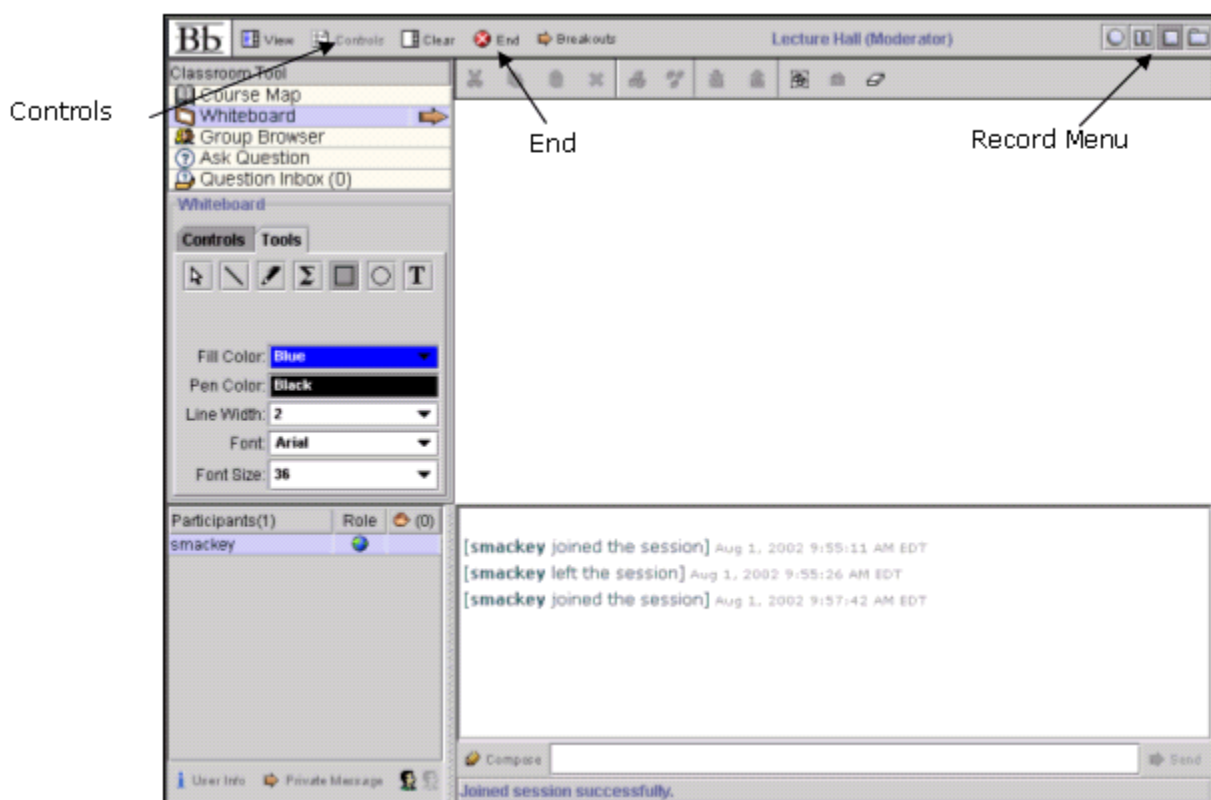 Bb View Controls Clear End Breakouts Lecture Hall (Moderator)
Classroom Tool
Course Map
Controls
Whiteboard
Group Browser
End
Record Menu
Ask Question
Question Inbox (0)
Whiteboard
Controls Tools
Σ T
Fill Color: Blue
Pen Color: Black
Line Width: 2
Font: Arial
Font Size: 36
Participants(1) Role (0)
smackey
[smackey joined the session] Aug 1, 2002 9:55:11 AM EDT
[smackey left the session] Aug 1, 2002 9:55:26 AM EDT
[smackey joined the session] Aug 1, 2002 9:57:42 AM EDT
Compose Send
User Info Private Message
Joined session successfully.